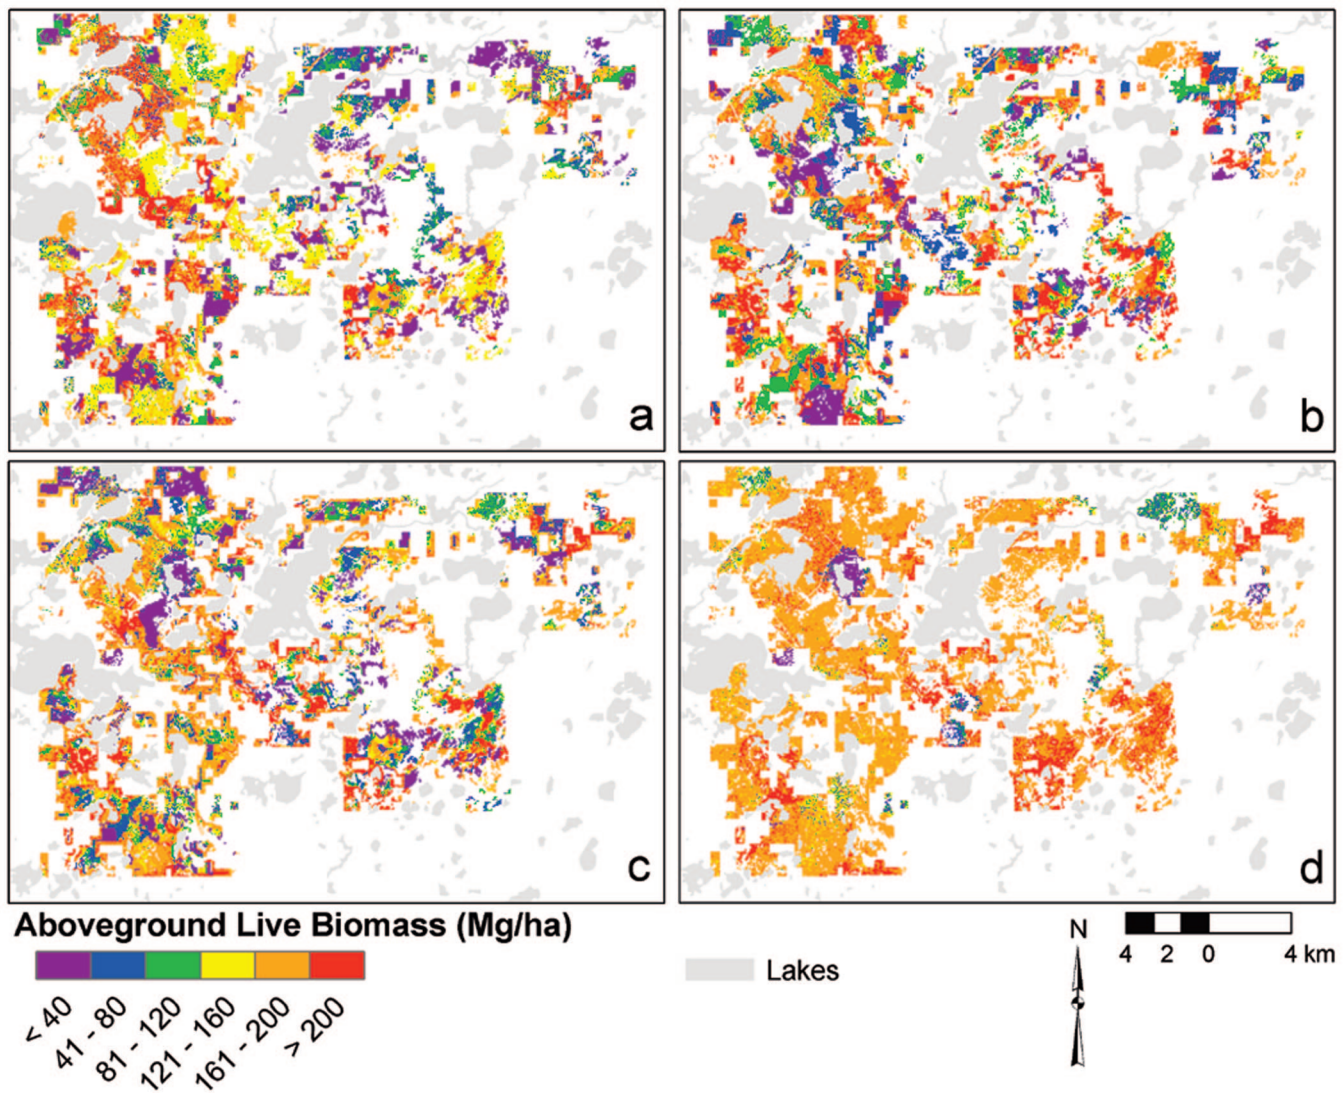 a
b
c
d
Aboveground Live Biomass (Mg/ha)
< 40
41 - 80
81 - 120
121 - 160
161 - 200
> 200
Lakes
N
4 2 0 4 km